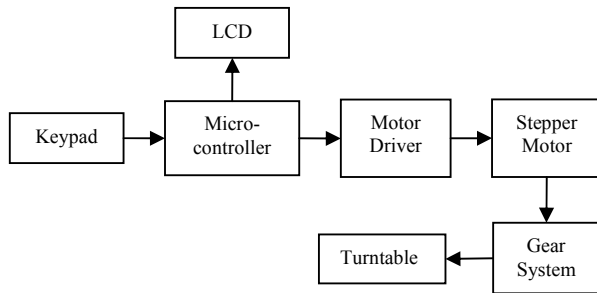 LCD
Keypad
Micro-
controller
Motor
Driver
Stepper
Motor
Turntable
Gear
System